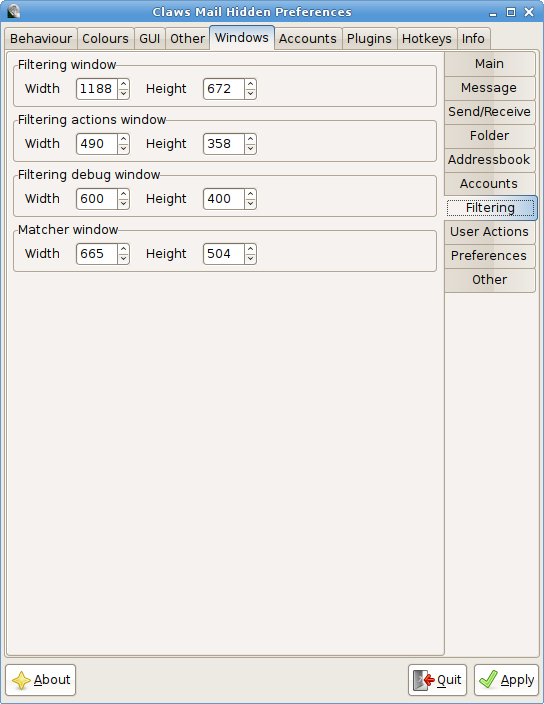 Claws Mail Hidden Preferences
Behaviour Colours GUI Other Windows Accounts Plugins Hotkeys Info
Filtering window
Width 1188 Height 672
Filtering actions window
Width 490 Height 358
Filtering debug window
Width 600 Height 400
Matcher window
Width 665 Height 504
Main
Message
Send/Receive
Folder
Addressbook
Accounts
Filtering
User Actions
Preferences
Other
About Quit Apply